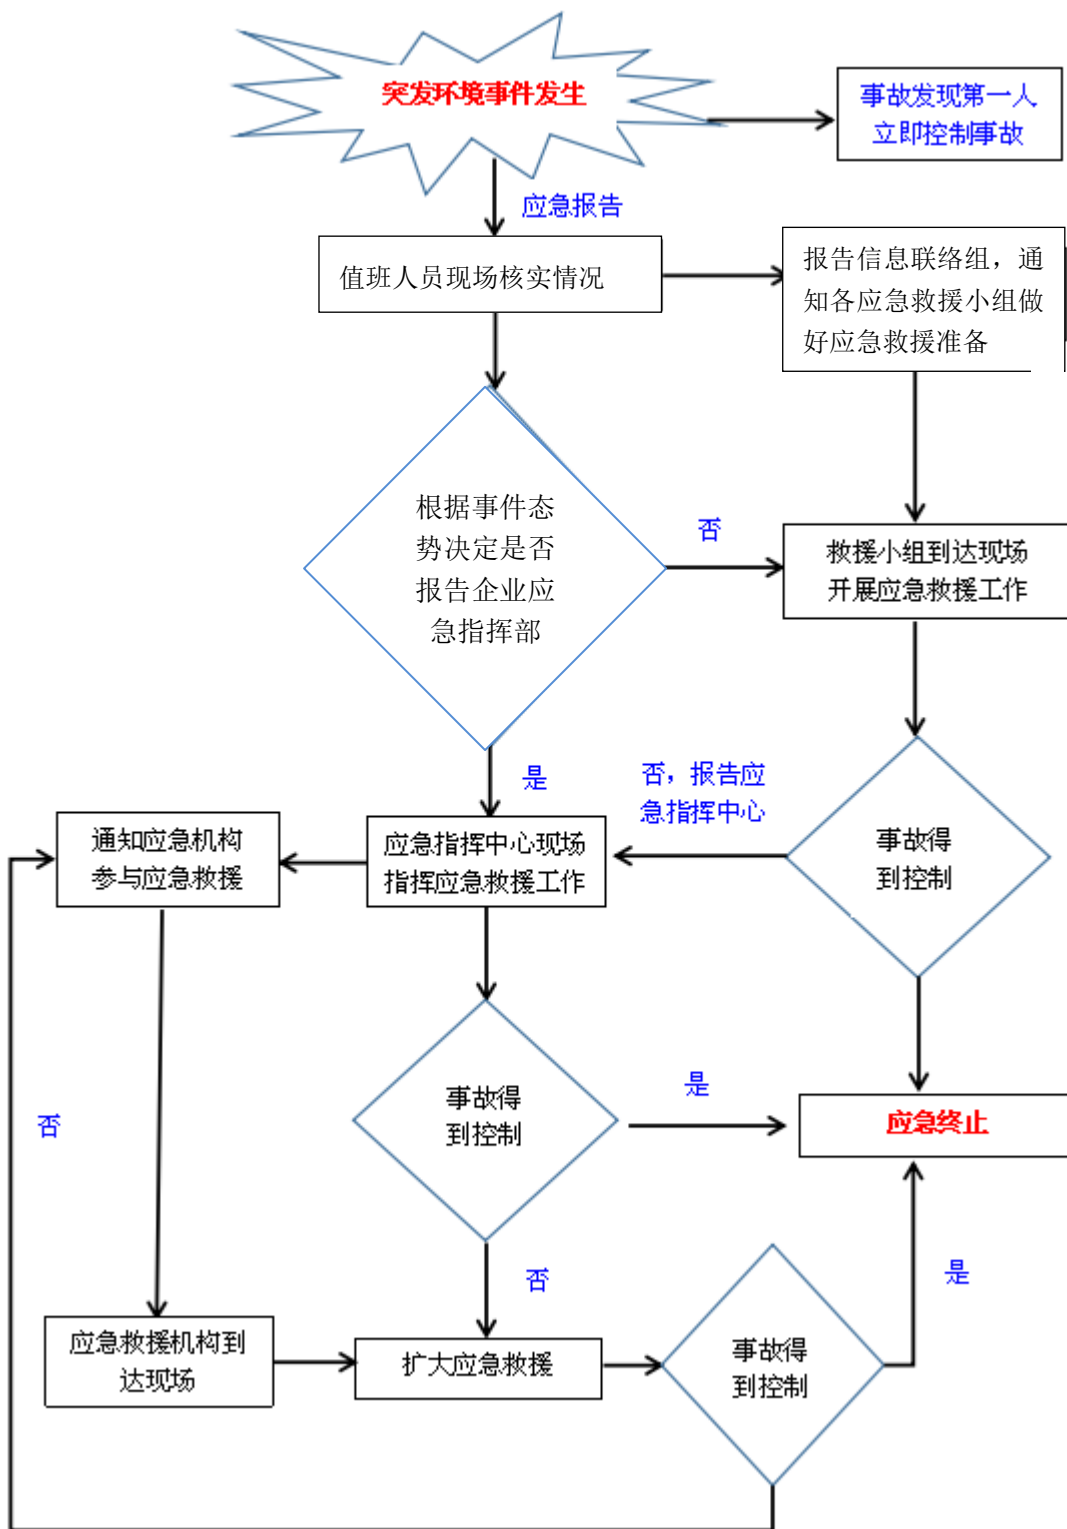 突发环境事件发生
事故发现第一人
立即控制事故
应急报告
值班人员现场核实情况
报告信息联络组，通
知各应急救援小组做
好应急救援准备
根据事件态
势决定是否
报告企业应
急指挥部
否
救援小组到达现场
开展应急救援工作
是
否，报告应
急指挥中心
通知应急机构
参与应急救援
应急指挥中心现场
指挥应急救援工作
事故得
到控制
事故得
到控制
是
应急终止
否
否
是
应急救援机构到
达现场
扩大应急救援
事故得
到控制